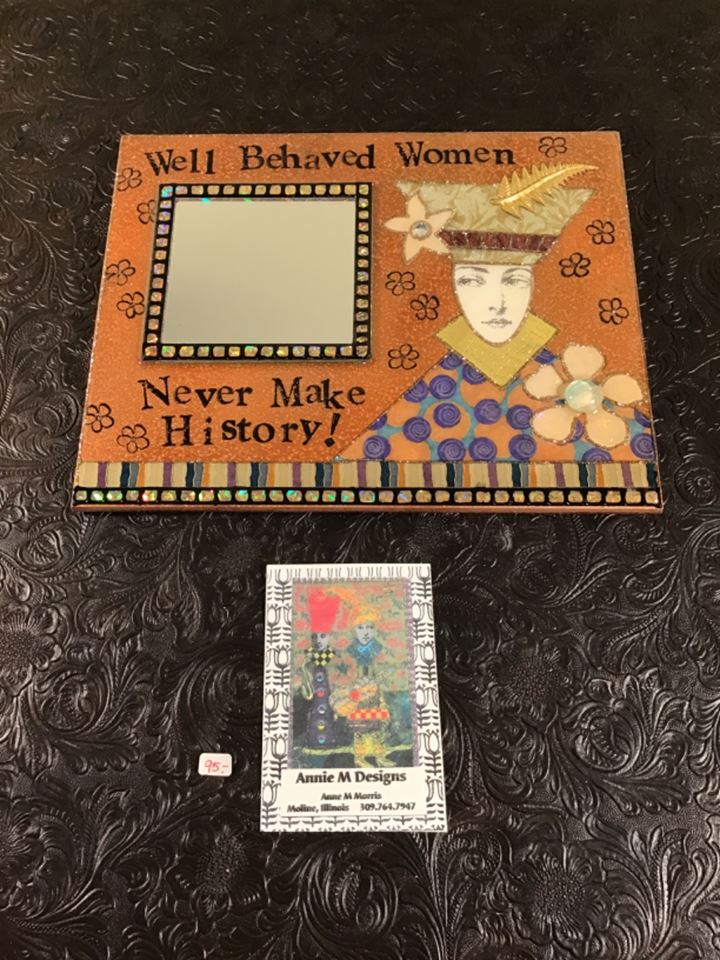 Well Behaved Women
Never Make
History!
95.-
Annie M Designs
Anne M Morris
Moline, Illinois 309.764.7947